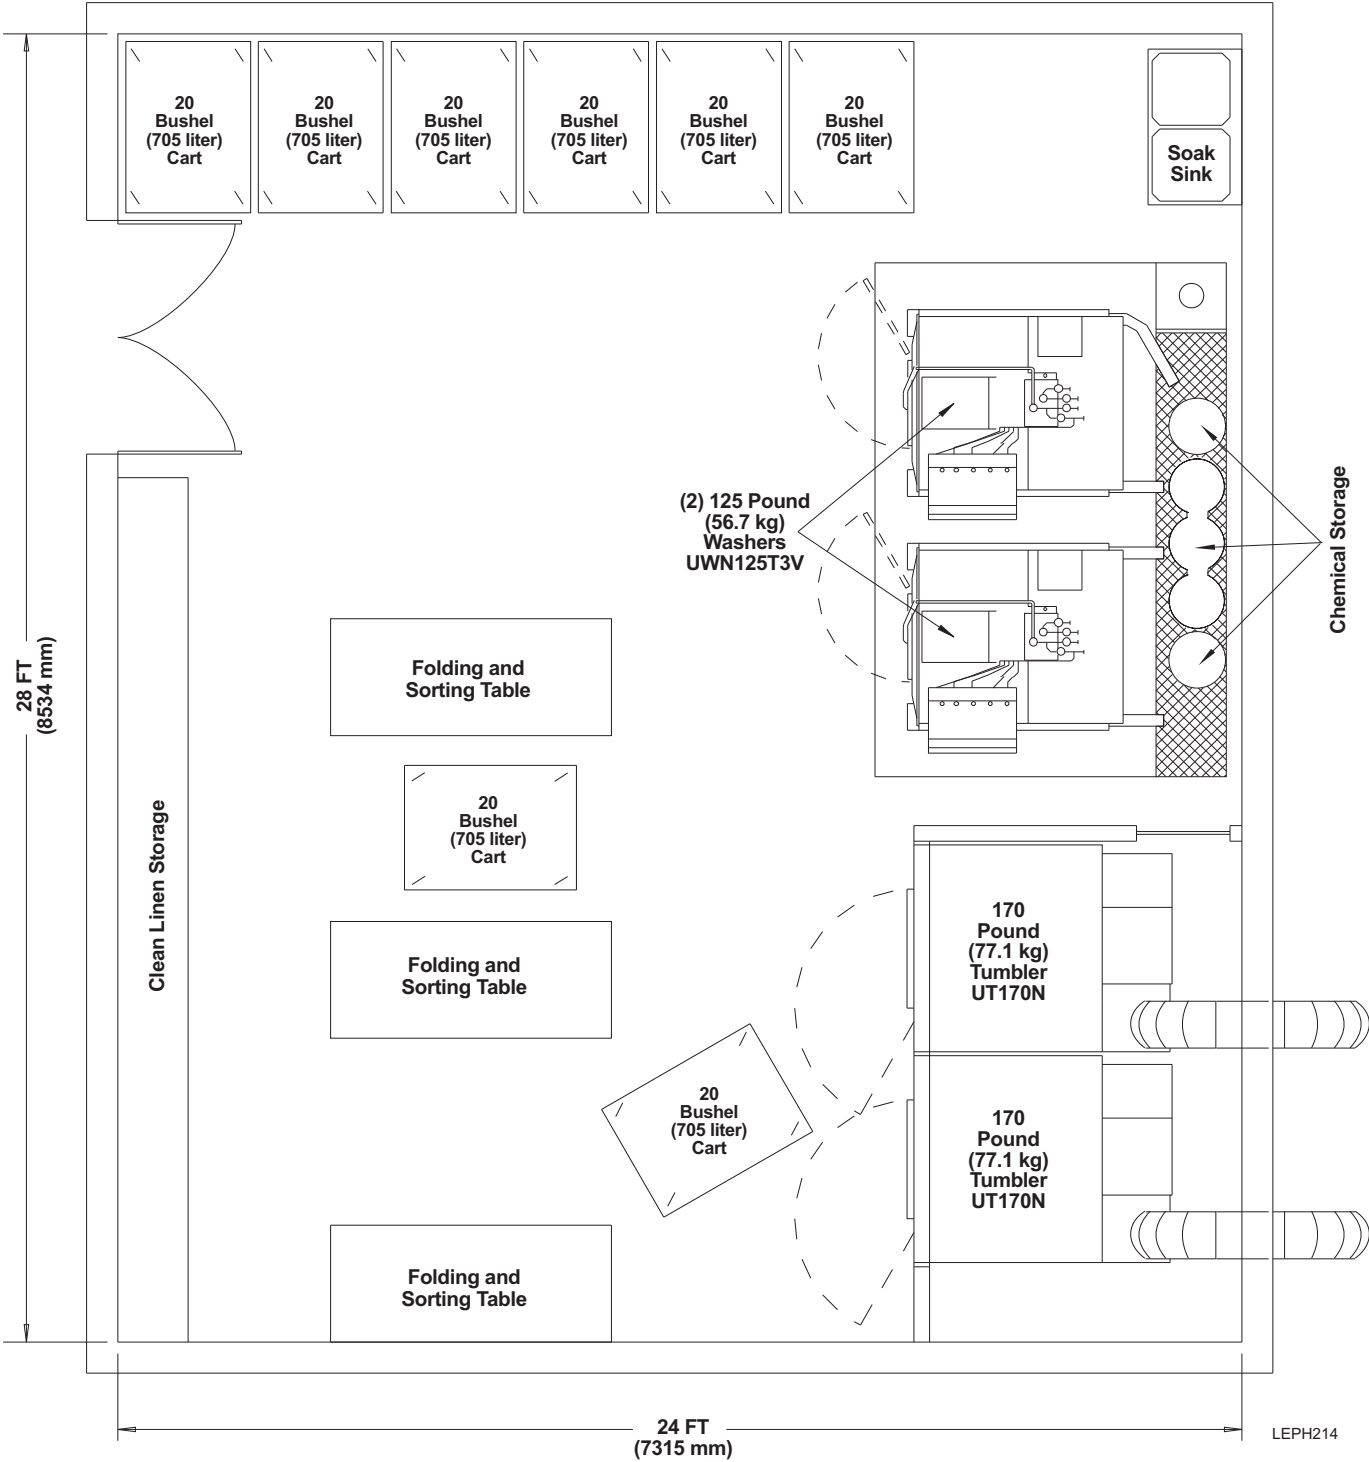 20
Bushel
(705 liter)
Cart
20
Bushel
(705 liter)
Cart
20
Bushel
(705 liter)
Cart
20
Bushel
(705 liter)
Cart
20
Bushel
(705 liter)
Cart
20
Bushel
(705 liter)
Cart
Soak
Sink
(2) 125 Pound
(56.7 kg)
Washers
UWN125T3V
Chemical Storage
28 FT
(8534 mm)
Folding and
Sorting Table
20
Bushel
(705 liter)
Cart
Clean Linen Storage
Folding and
Sorting Table
170
Pound
(77.1 kg)
Tumbler
UT170N
20
Bushel
(705 liter)
Cart
170
Pound
(77.1 kg)
Tumbler
UT170N
Folding and
Sorting Table
24 FT
(7315 mm)
LEPH214